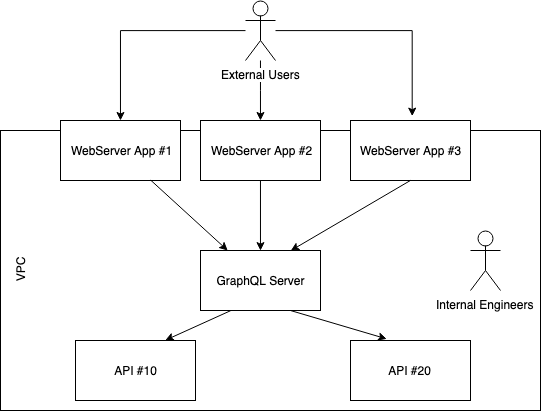 External Users
WebServer App #1
WebServer App #2
WebServer App #3
VPC
GraphQL Server
Internal Engineers
API #10
API #20